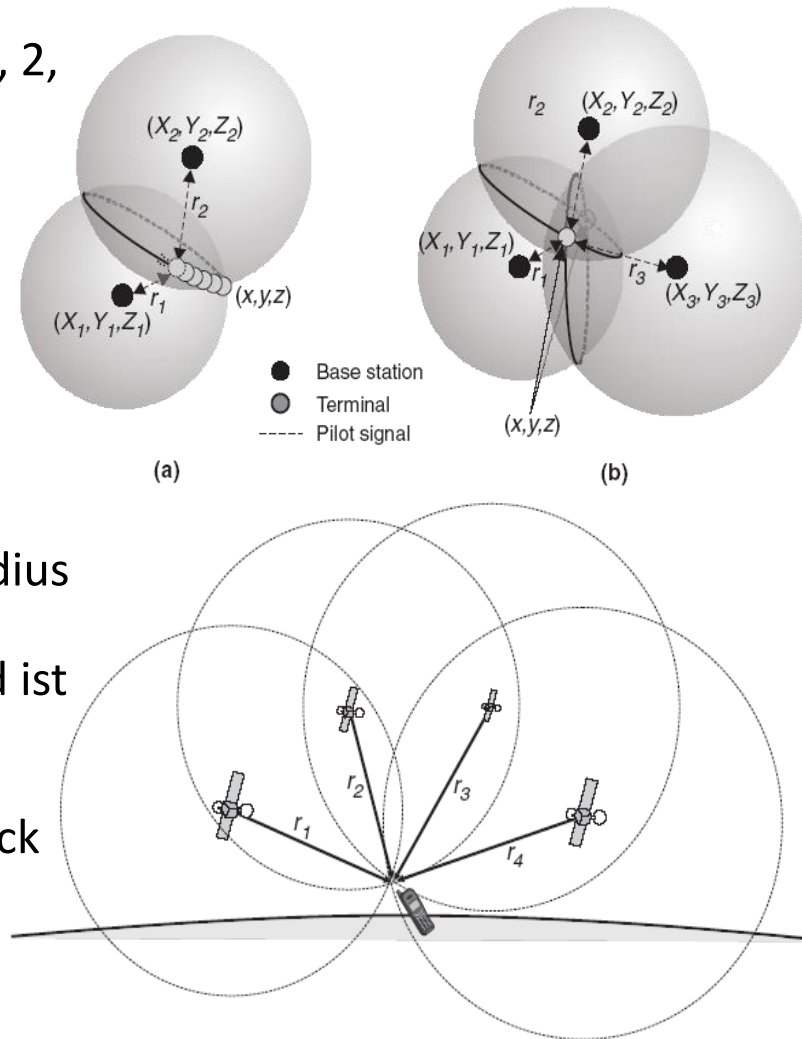 , 2,
(X2,Y2,Z2)
r2
(X1,Y1,Z1)
r1
(x,y,z)
(a)
r2
(X2,Y2,Z2)
(X1,Y1,Z1)
r1
r3
(X3,Y3,Z3)
(x,y,z)
(b)
Base station
Terminal
Pilot signal
dius
d ist
ck
r1
r2
r3
r4